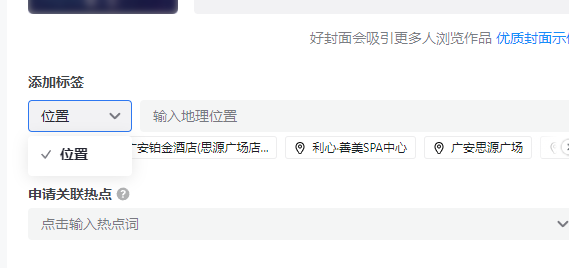 好封面会吸引更多人浏览作品 优质封面示
添加标签
位置 输入地理位置
安铂金酒店(思源广场店... 利心·善美SPA中心 广安思源广场
位置
申请关联热点 ?
点击输入热点词